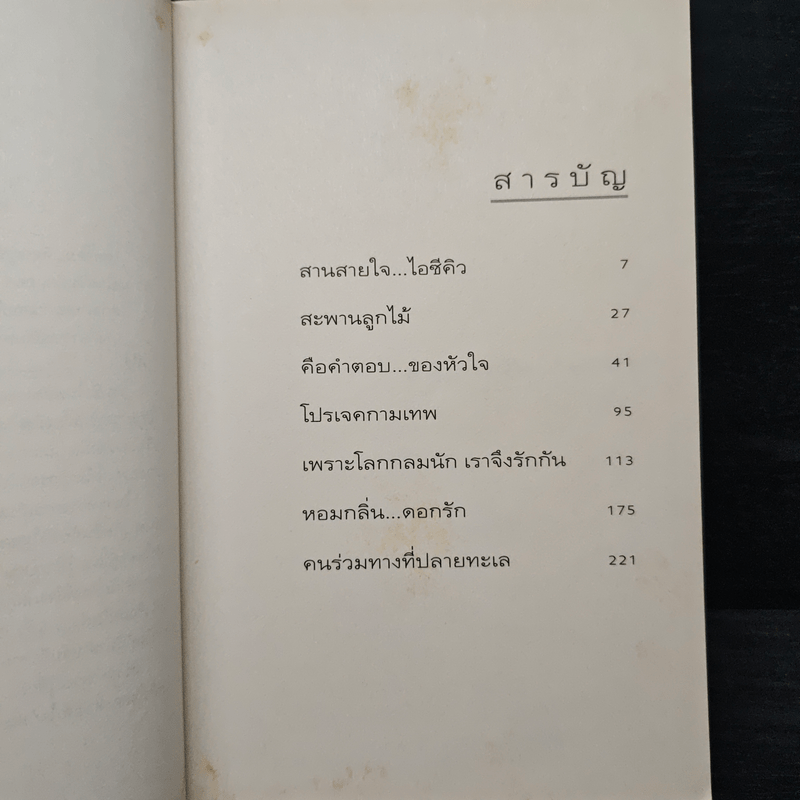 สารบัญ
สานสายใจ...ไอซีคิว 7
สะพานลูกไม้ 27
คือคำตอบ...ของหัวใจ 41
โปรเจคกามเทพ 95
เพราะโลกกลมนัก เราจึงรักกัน 113
หอมกลิ่น...ดอกรัก 175
คนร่วมทางที่ปลายทะเล 221